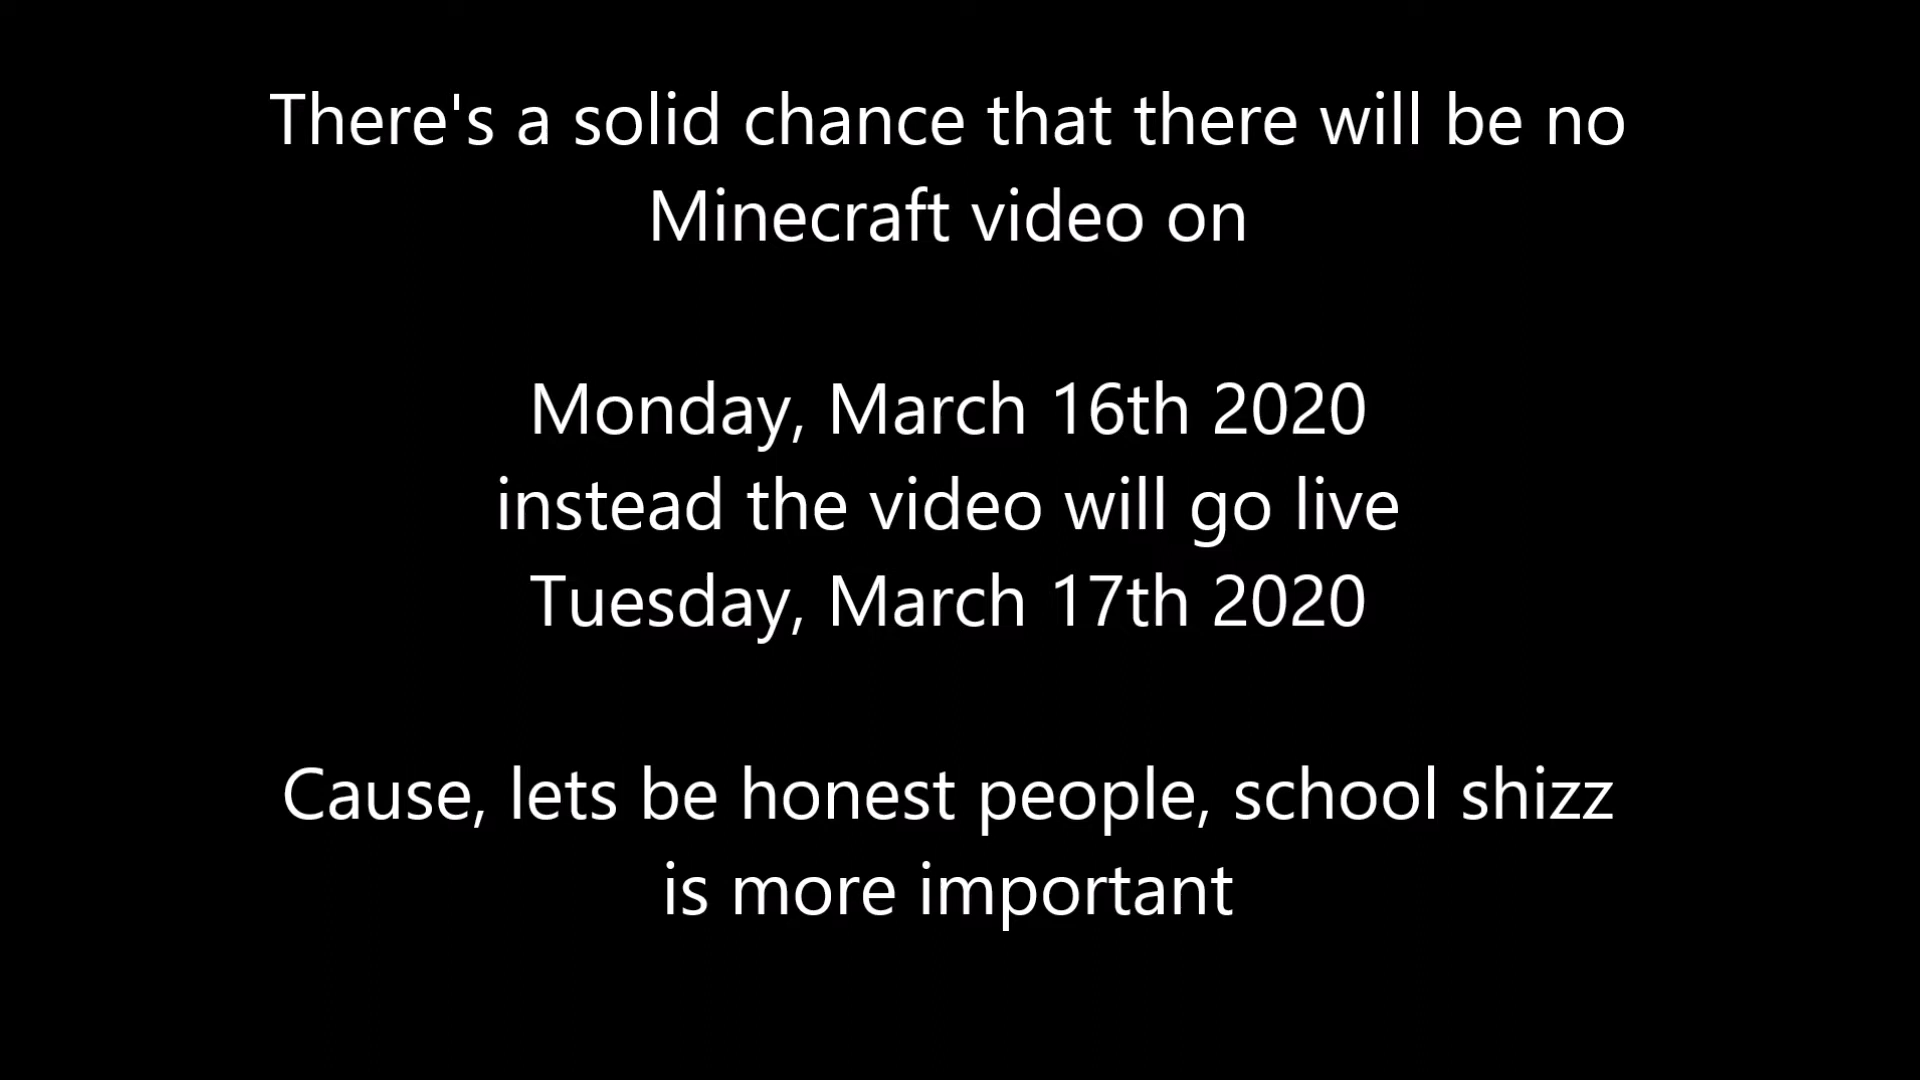 There's a solid chance that there will be no
Minecraft video on
Monday, March 16th 2020
instead the video will go live
Tuesday, March 17th 2020
Cause, lets be honest people, school shizz
is more important